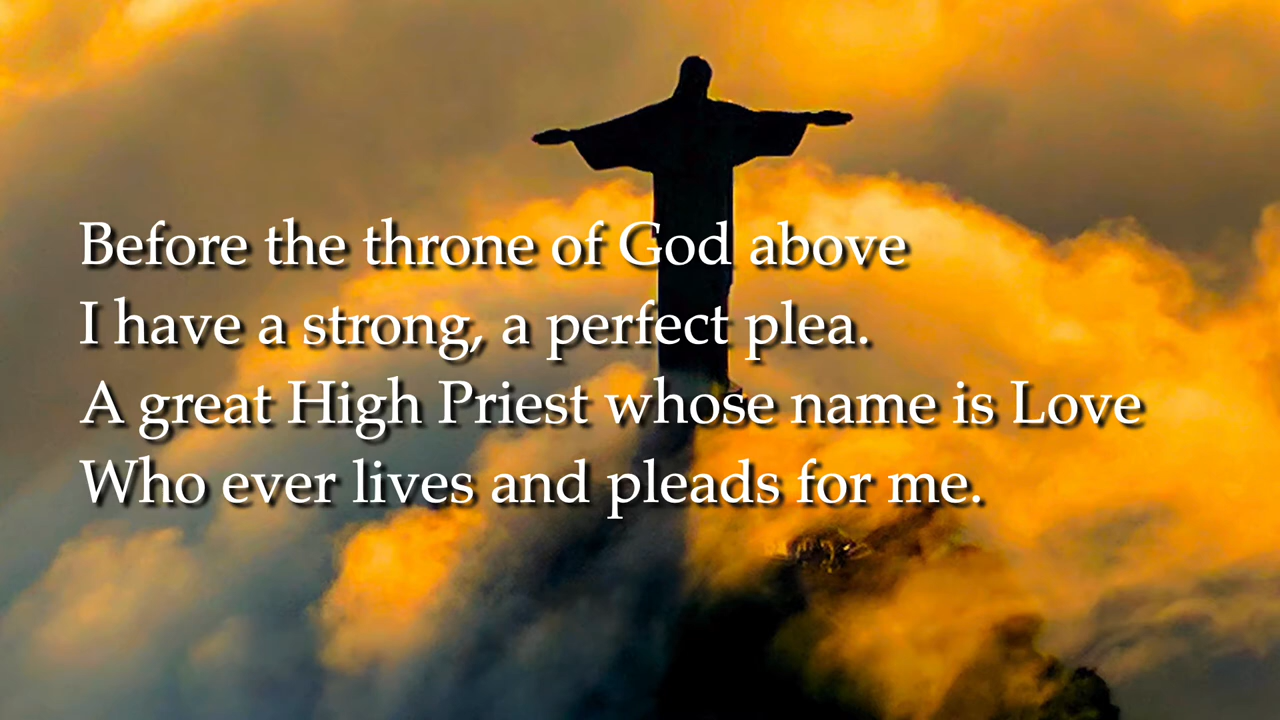 Before the throne of God above
I have a strong, a perfect plea.
A great High Priest whose name is Love
Who ever lives and pleads for me.